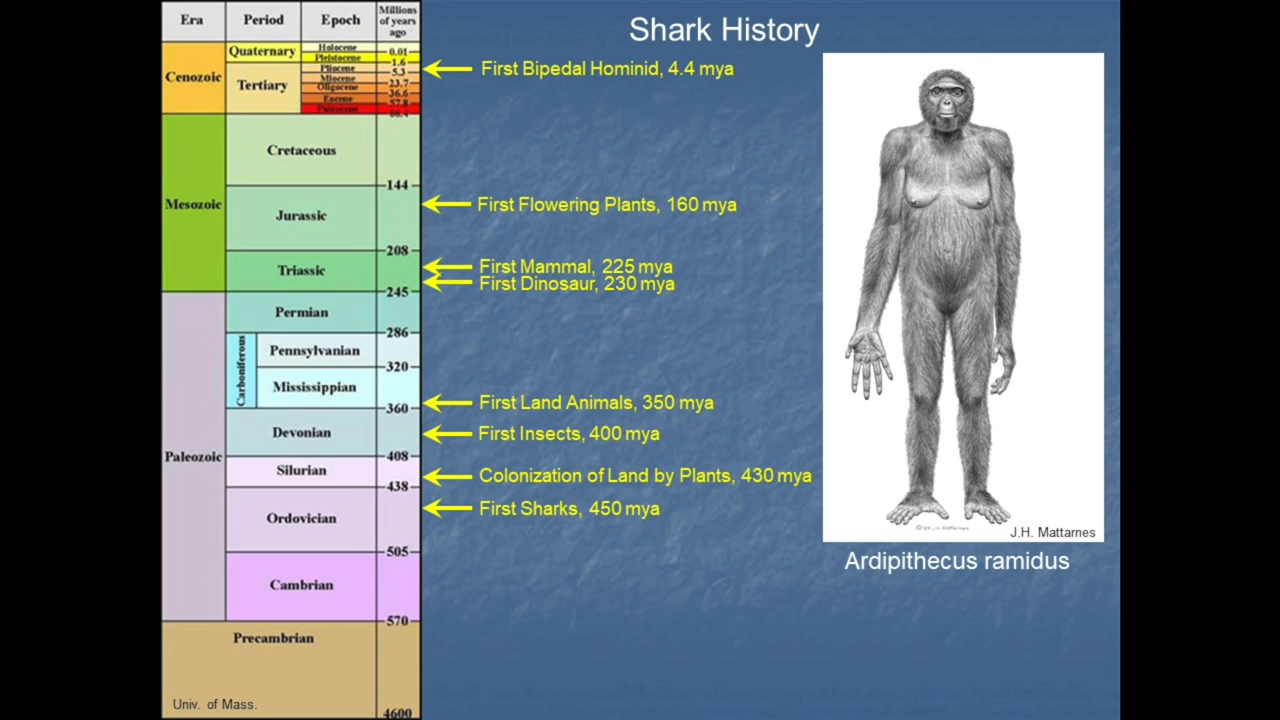 Shark History
Era
Period
Epoch
Millions
of years
ago
Cenozoic
Quaternary
Tertiary
Holocene
Pleistocene
Pliocene
Miocene
Oligocene
Eocene
Paleocene
0.01
1.6
5.3
23.7
36.6
57.8
66.4
First Bipedal Hominid, 4.4 mya
Mesozoic
Cretaceous
144
First Flowering Plants, 160 mya
Jurassic
208
First Mammal, 225 mya
Triassic
First Dinosaur, 230 mya
245
Paleozoic
Permian
286
Carboniferous
Pennsylvanian
320
Mississippian
First Land Animals, 350 mya
360
Devonian
First Insects, 400 mya
408
Silurian
Colonization of Land by Plants, 430 mya
438
First Sharks, 450 mya
Ordovician
505
Cambrian
570
Precambrian
Univ. of Mass.
4600
J.H. Mattarnes
Ardipithecus ramidus